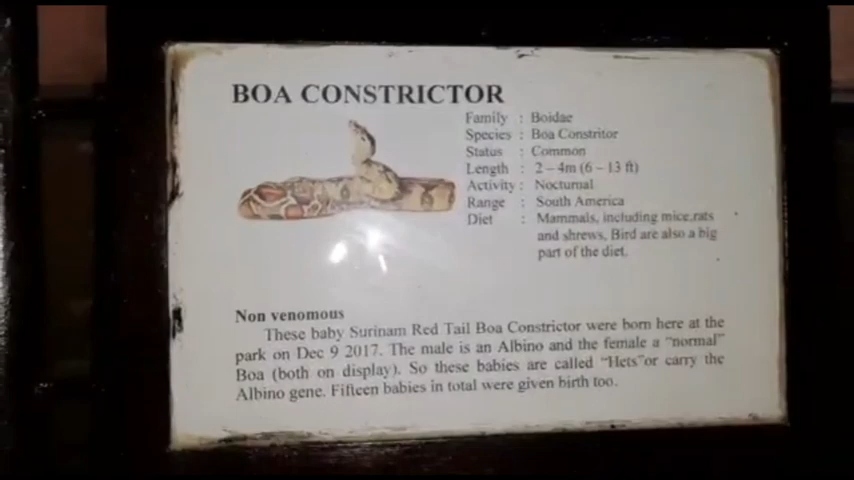 BOA CONSTRICTOR
Family : Boidae
Species : Boa Constritor
Status : Common
Length : 2 – 4m (6 – 13 ft)
Activity : Nocturnal
Range : South America
Diet : Mammals, including mice,rats
and shrews, Bird are also a big
part of the diet.
Non venomous
These baby Surinam Red Tail Boa Constrictor were born here at the
park on Dec 9 2017. The male is an Albino and the female a "normal"
Boa (both on display). So these babies are called "Hets"or carry the
Albino gene. Fifteen babies in total were given birth too.